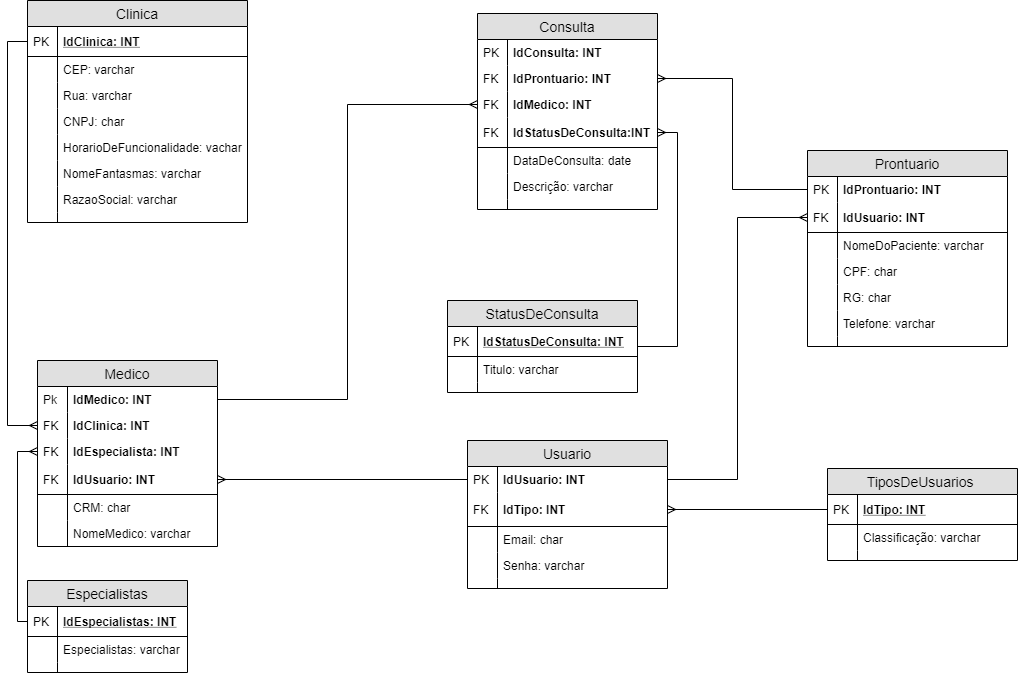 Clinica
PK IdClinica: INT
CEP: varchar
Rua: varchar
CNPJ: char
HorarioDeFuncionalidade: vachar
NomeFantasmas: varchar
RazaoSocial: varchar
Consulta
PK IdConsulta: INT
FK IdProntuario: INT
FK IdMedico: INT
FK IdStatusDeConsulta:INT
DataDeConsulta: date
Descrição: varchar
Prontuario
PK IdProntuario: INT
FK IdUsuario: INT
NomeDoPaciente: varchar
CPF: char
RG: char
Telefone: varchar
StatusDeConsulta
PK IdStatusDeConsulta: INT
Titulo: varchar
Medico
Pk IdMedico: INT
FK IdClinica: INT
FK IdEspecialista: INT
FK IdUsuario: INT
CRM: char
NomeMedico: varchar
Usuario
PK IdUsuario: INT
FK IdTipo: INT
Email: char
Senha: varchar
TiposDeUsuarios
PK IdTipo: INT
Classificação: varchar
Especialistas
PK IdEspecialistas: INT
Especialistas: varchar